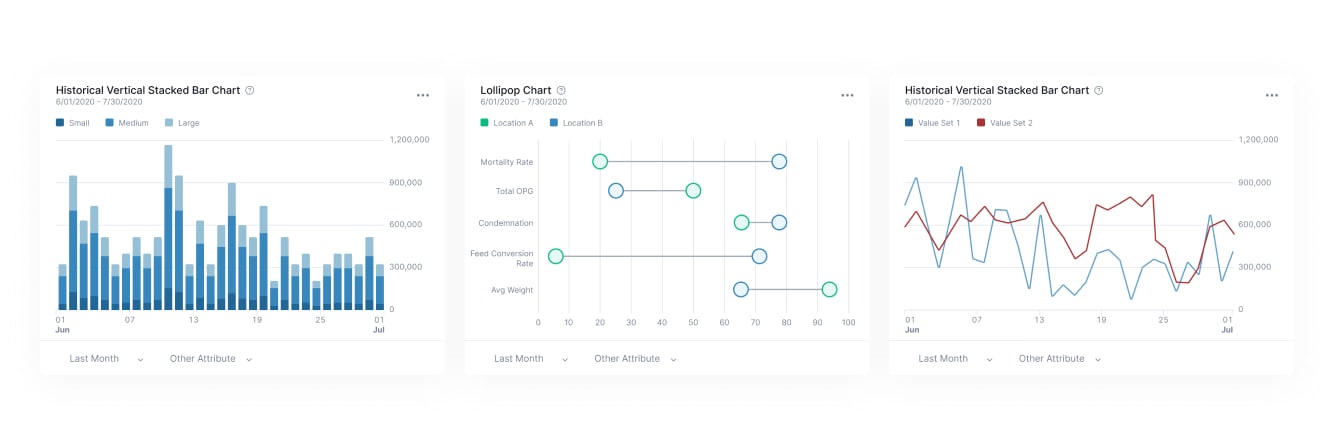 Historical Vertical Stacked Bar Chart
6/01/2020 - 7/30/2020
Small Medium Large
1,200,000
900,000
600,000
300,000
0
01 07 13 19 25 01
Jun Jul
Last Month Other Attribute
Lollipop Chart
6/01/2020 - 7/30/2020
Location A Location B
Mortality Rate
Total OPG
Condemnation
Feed Conversion
Rate
Avg Weight
0 10 20 30 40 50 60 70 80 90 100
Last Month Other Attribute
Historical Vertical Stacked Bar Chart
6/01/2020 - 7/30/2020
Value Set 1 Value Set 2
1,200,000
900,000
600,000
300,000
0
01 07 13 19 25 01
Jun Jul
Last Month Other Attribute